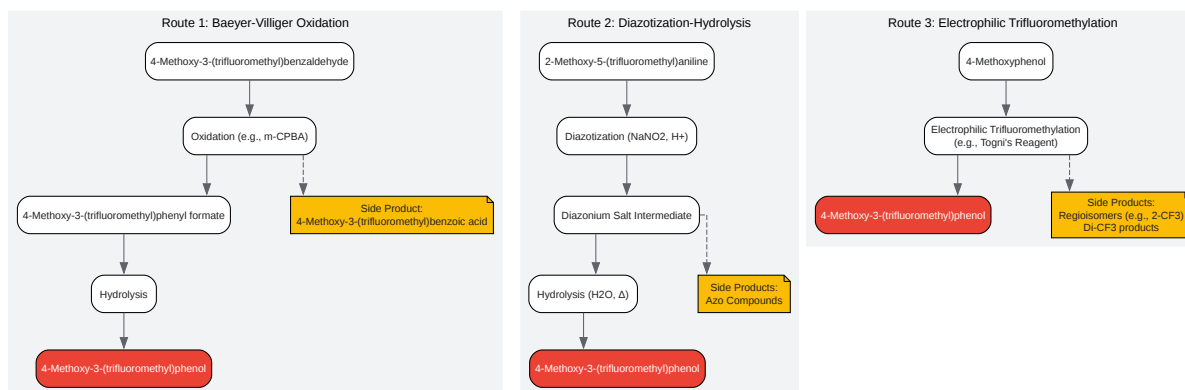 Route 1: Baeyer-Villiger Oxidation
4-Methoxy-3-(trifluoromethyl)benzaldehyde
Oxidation (e.g., m-CPBA)
4-Methoxy-3-(trifluoromethyl)phenyl formate
Side Product:
4-Methoxy-3-(trifluoromethyl)benzoic acid
Hydrolysis
4-Methoxy-3-(trifluoromethyl)phenol
Route 2: Diazotization-Hydrolysis
2-Methoxy-5-(trifluoromethyl)aniline
Diazotization (NaNO2, H+)
Diazonium Salt Intermediate
Hydrolysis (H2O, Δ)
Side Products:
Azo Compounds
4-Methoxy-3-(trifluoromethyl)phenol
Route 3: Electrophilic Trifluoromethylation
4-Methoxyphenol
Electrophilic Trifluoromethylation
(e.g., Togni's Reagent)
4-Methoxy-3-(trifluoromethyl)phenol
Side Products:
Regioisomers (e.g., 2-CF3)
Di-CF3 products